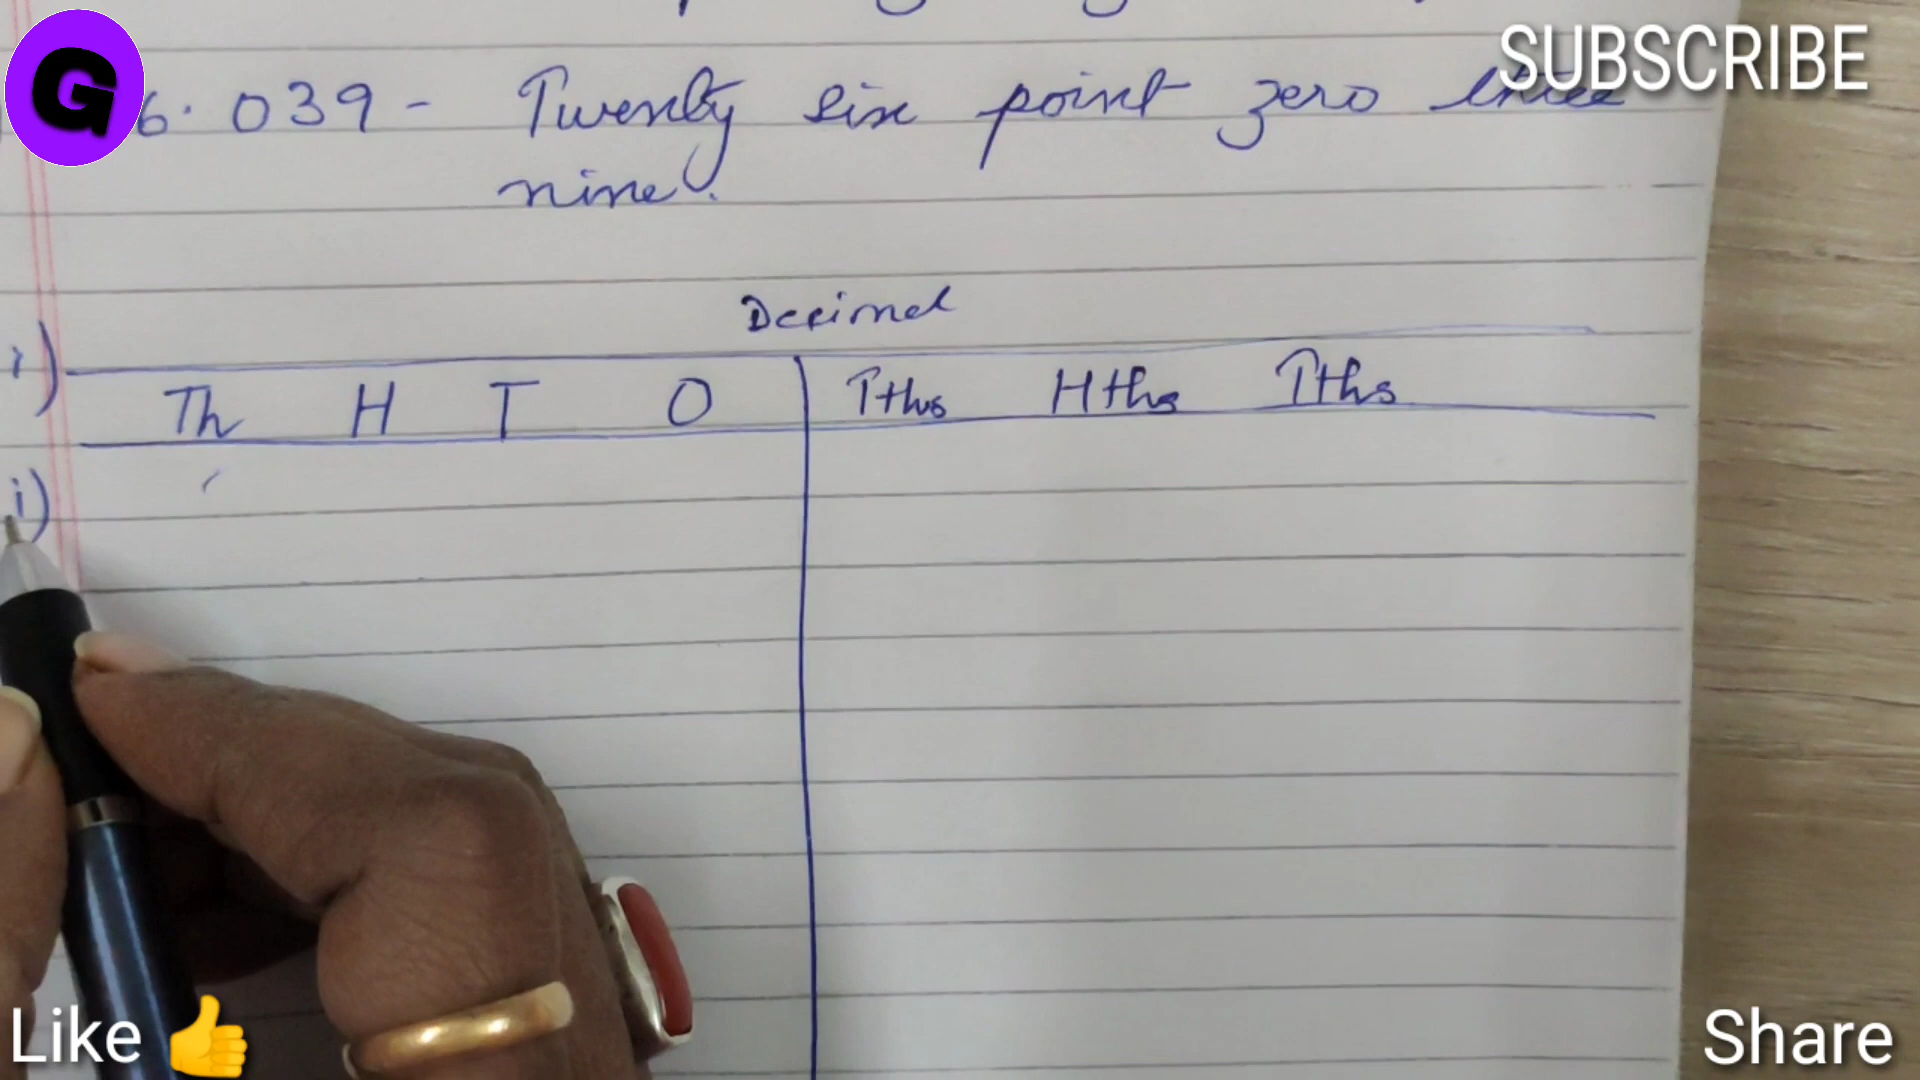 G
SUBSCRIBE
6.039 - Twenty six point zero three
nine.
Decimal
i)
Th H T O Tths Hths Tths
i)
Like 👍
Share